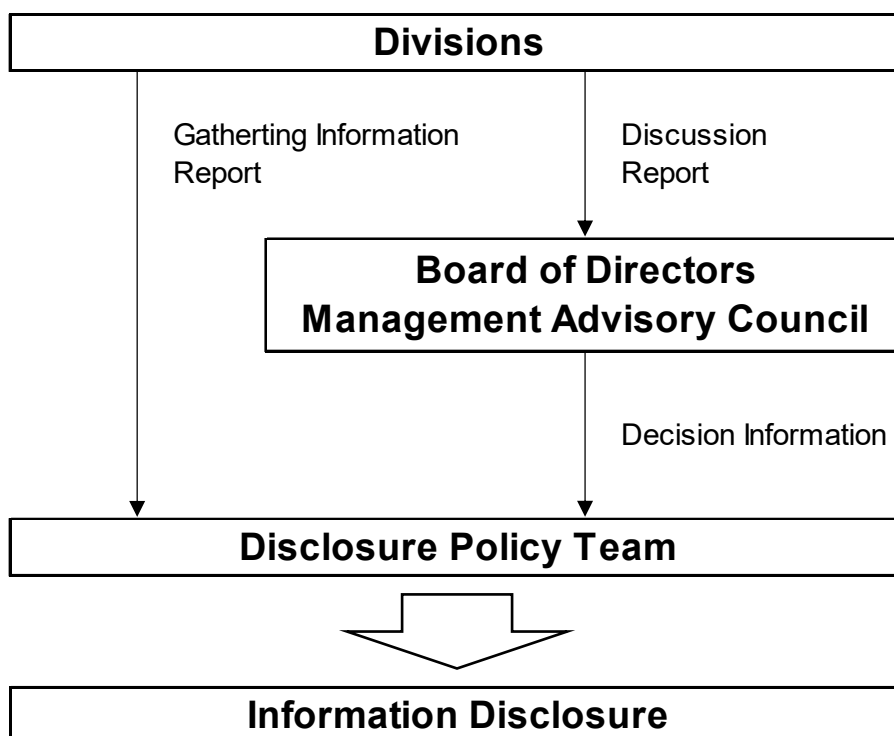 Divisions
Gatherting Information
Report
Discussion
Report
Board of Directors
Management Advisory Council
Decision Information
Disclosure Policy Team
Information Disclosure